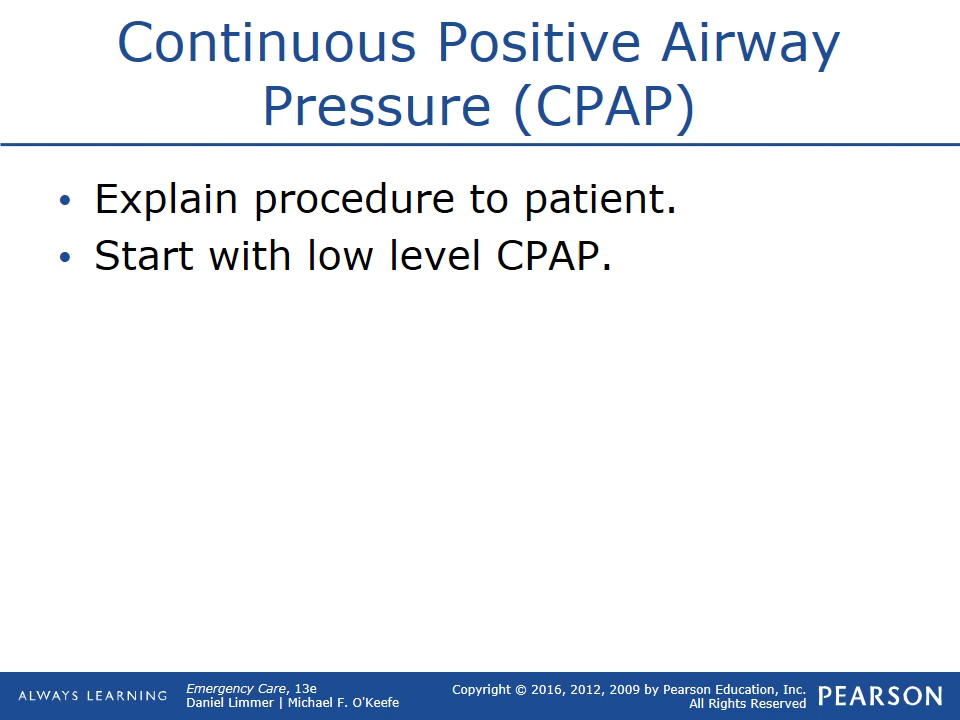 Continuous Positive Airway
Pressure (CPAP)
• Explain procedure to patient.
• Start with low level CPAP.
ALWAYS LEARNING
Emergency Care, 13e
Daniel Limmer | Michael F. O'Keefe
Copyright © 2016, 2012, 2009 by Pearson Education, Inc.
All Rights Reserved
PEARSON